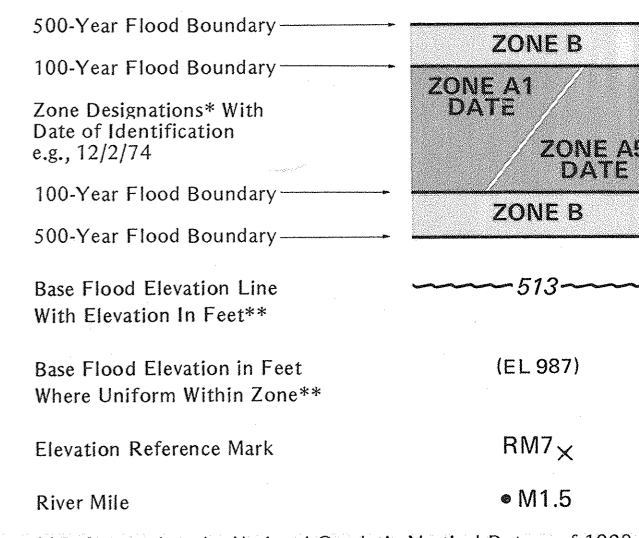 500-Year Flood Boundary
ZONE B
100-Year Flood Boundary
ZONE A1
DATE
Zone Designations* With
Date of Identification
e.g., 12/2/74
ZONE A5
DATE
100-Year Flood Boundary
ZONE B
500-Year Flood Boundary
Base Flood Elevation Line
With Elevation In Feet**
513
Base Flood Elevation in Feet
Where Uniform Within Zone**
(EL 987)
Elevation Reference Mark
RM7
River Mile
M1.5